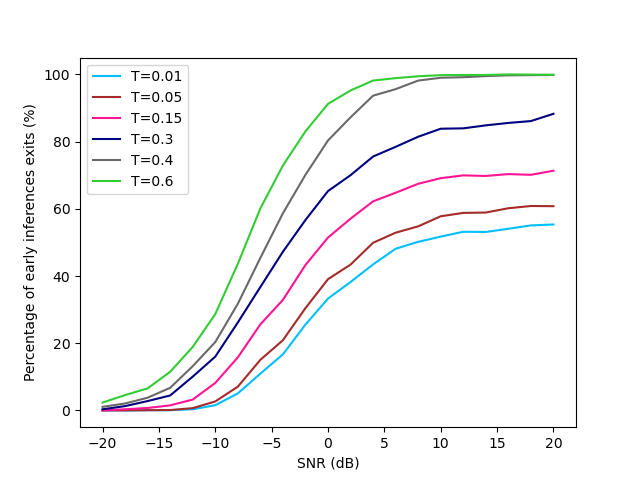 100
80
60
40
20
0
Percentage of early inferences exits (%)
T=0.01
T=0.05
T=0.15
T=0.3
T=0.4
T=0.6
−20 −15 −10 −5 0 5 10 15 20
SNR (dB)